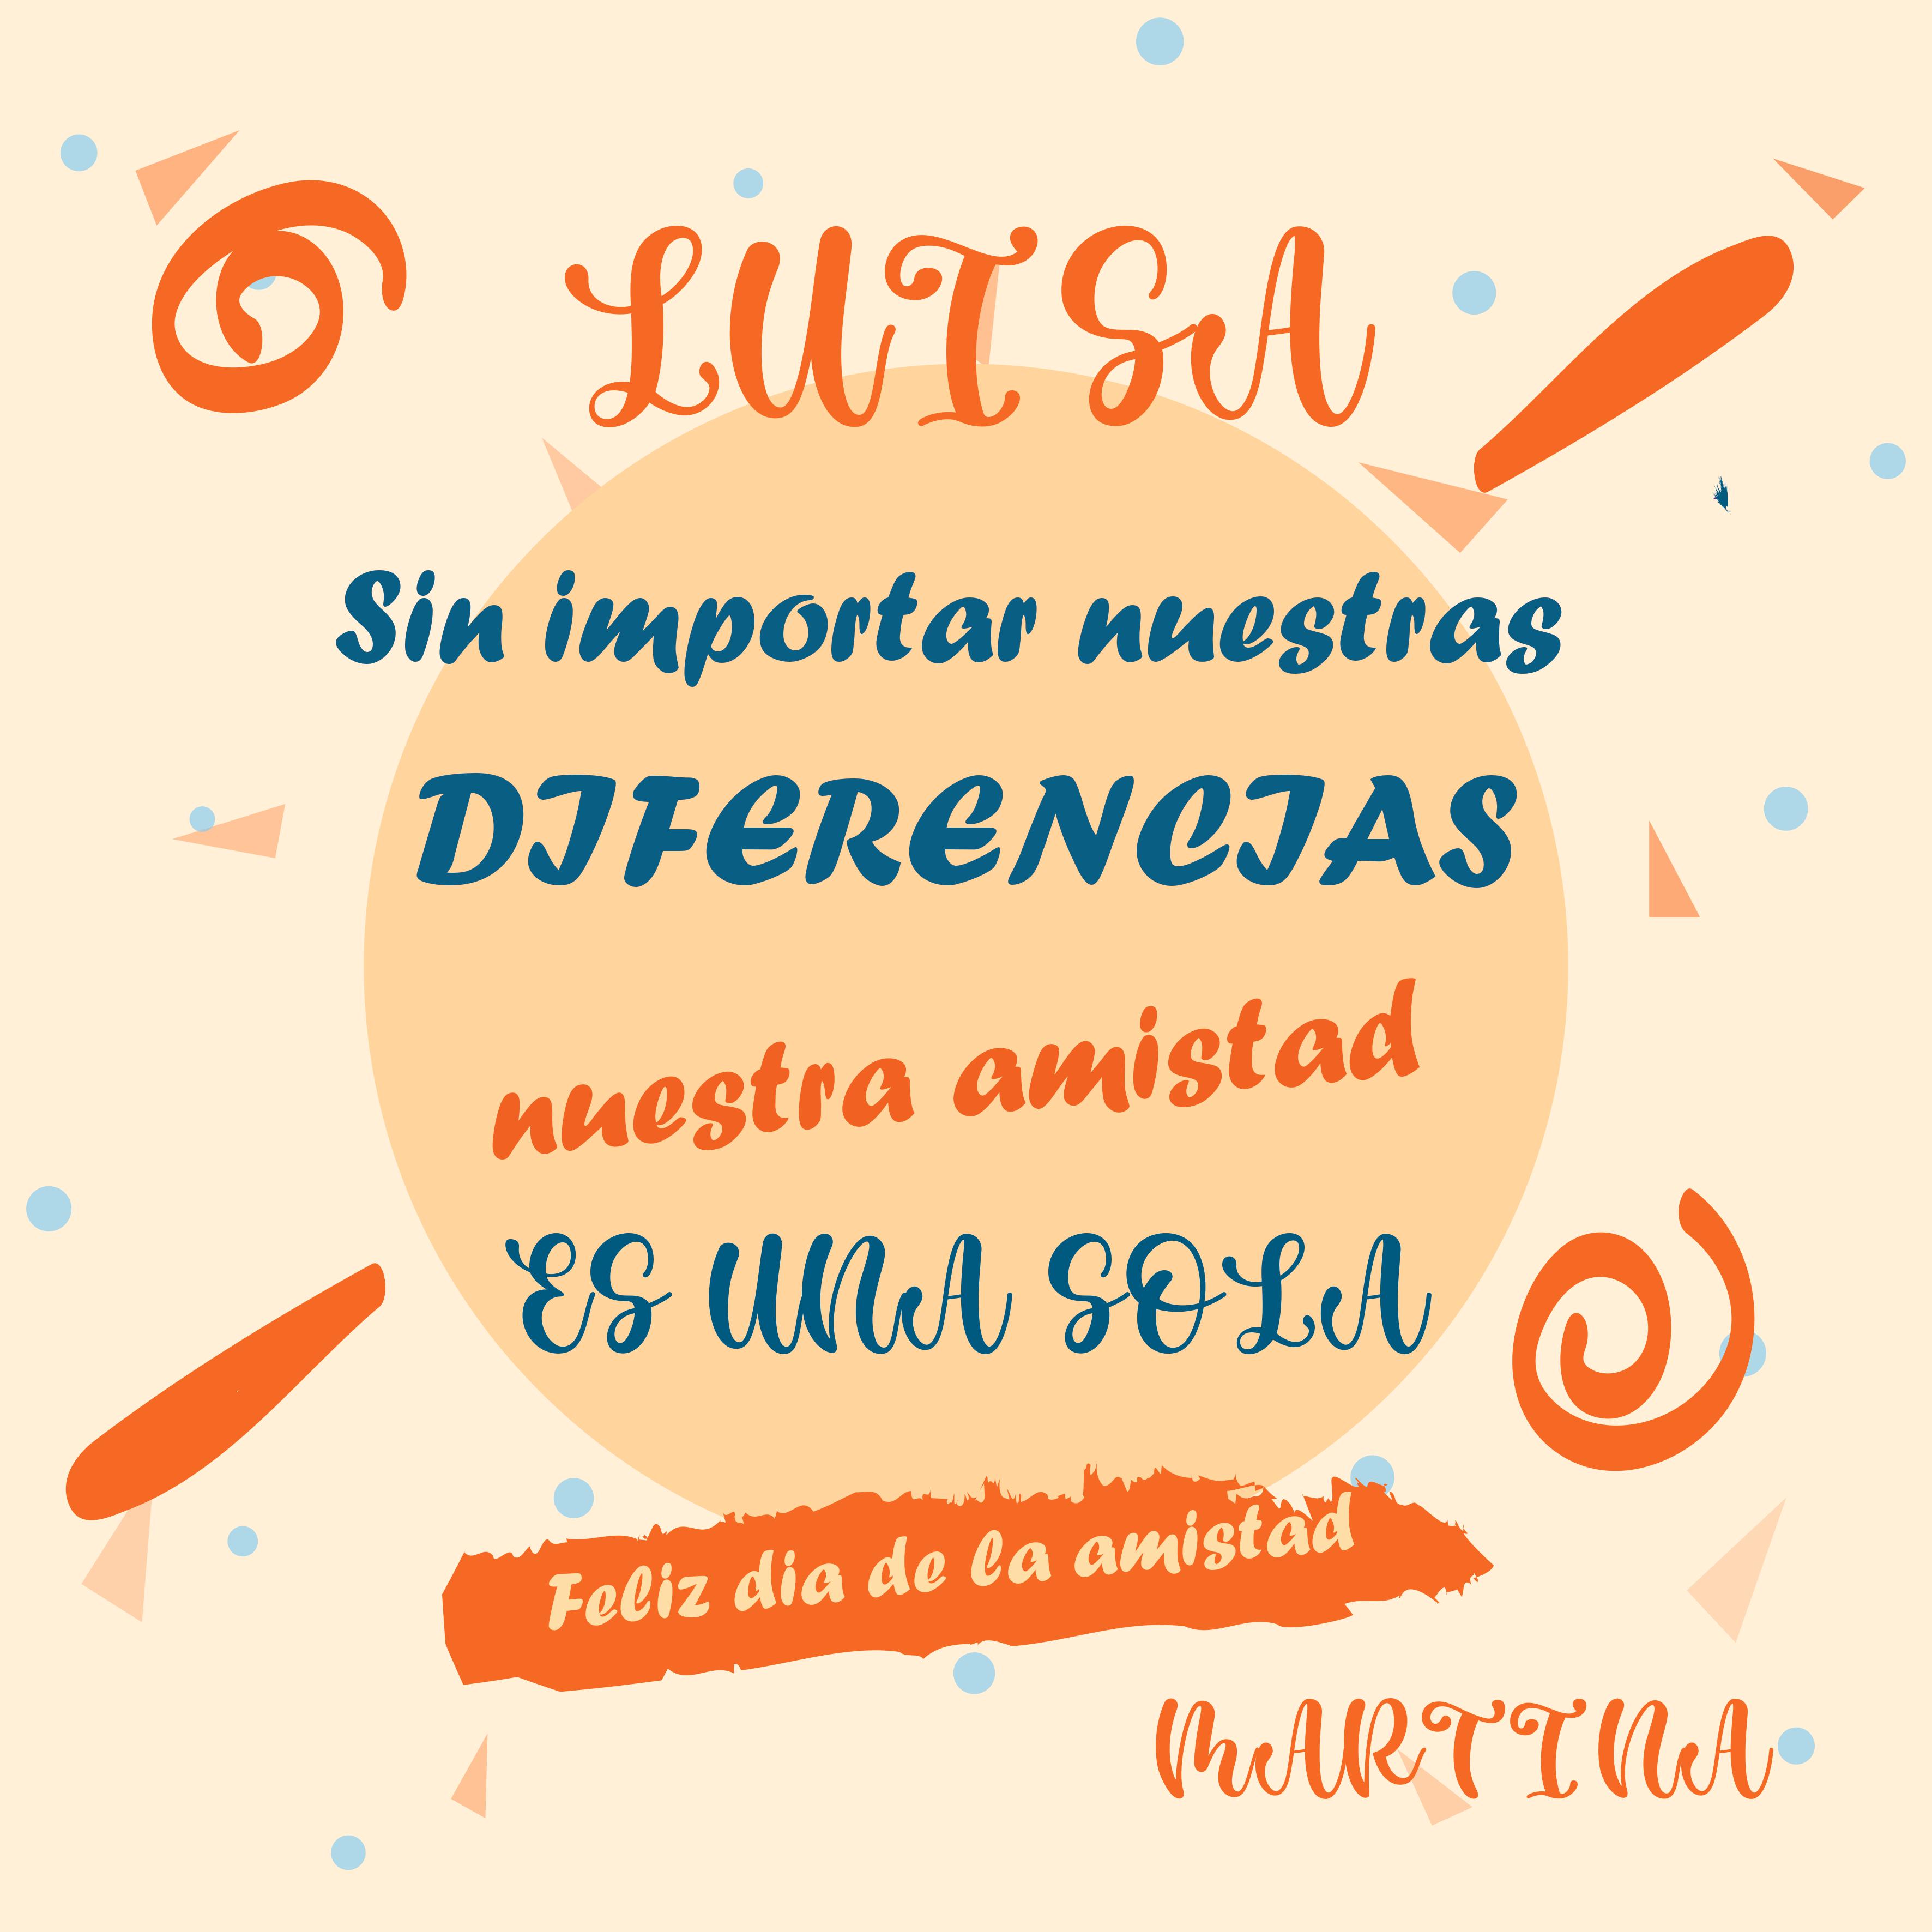 LUISA
Sin importar nuestras
DIFERENCIAS
nuestra amistad
ES UNA SOLA
Feliz dia de la amistad
MARTINA